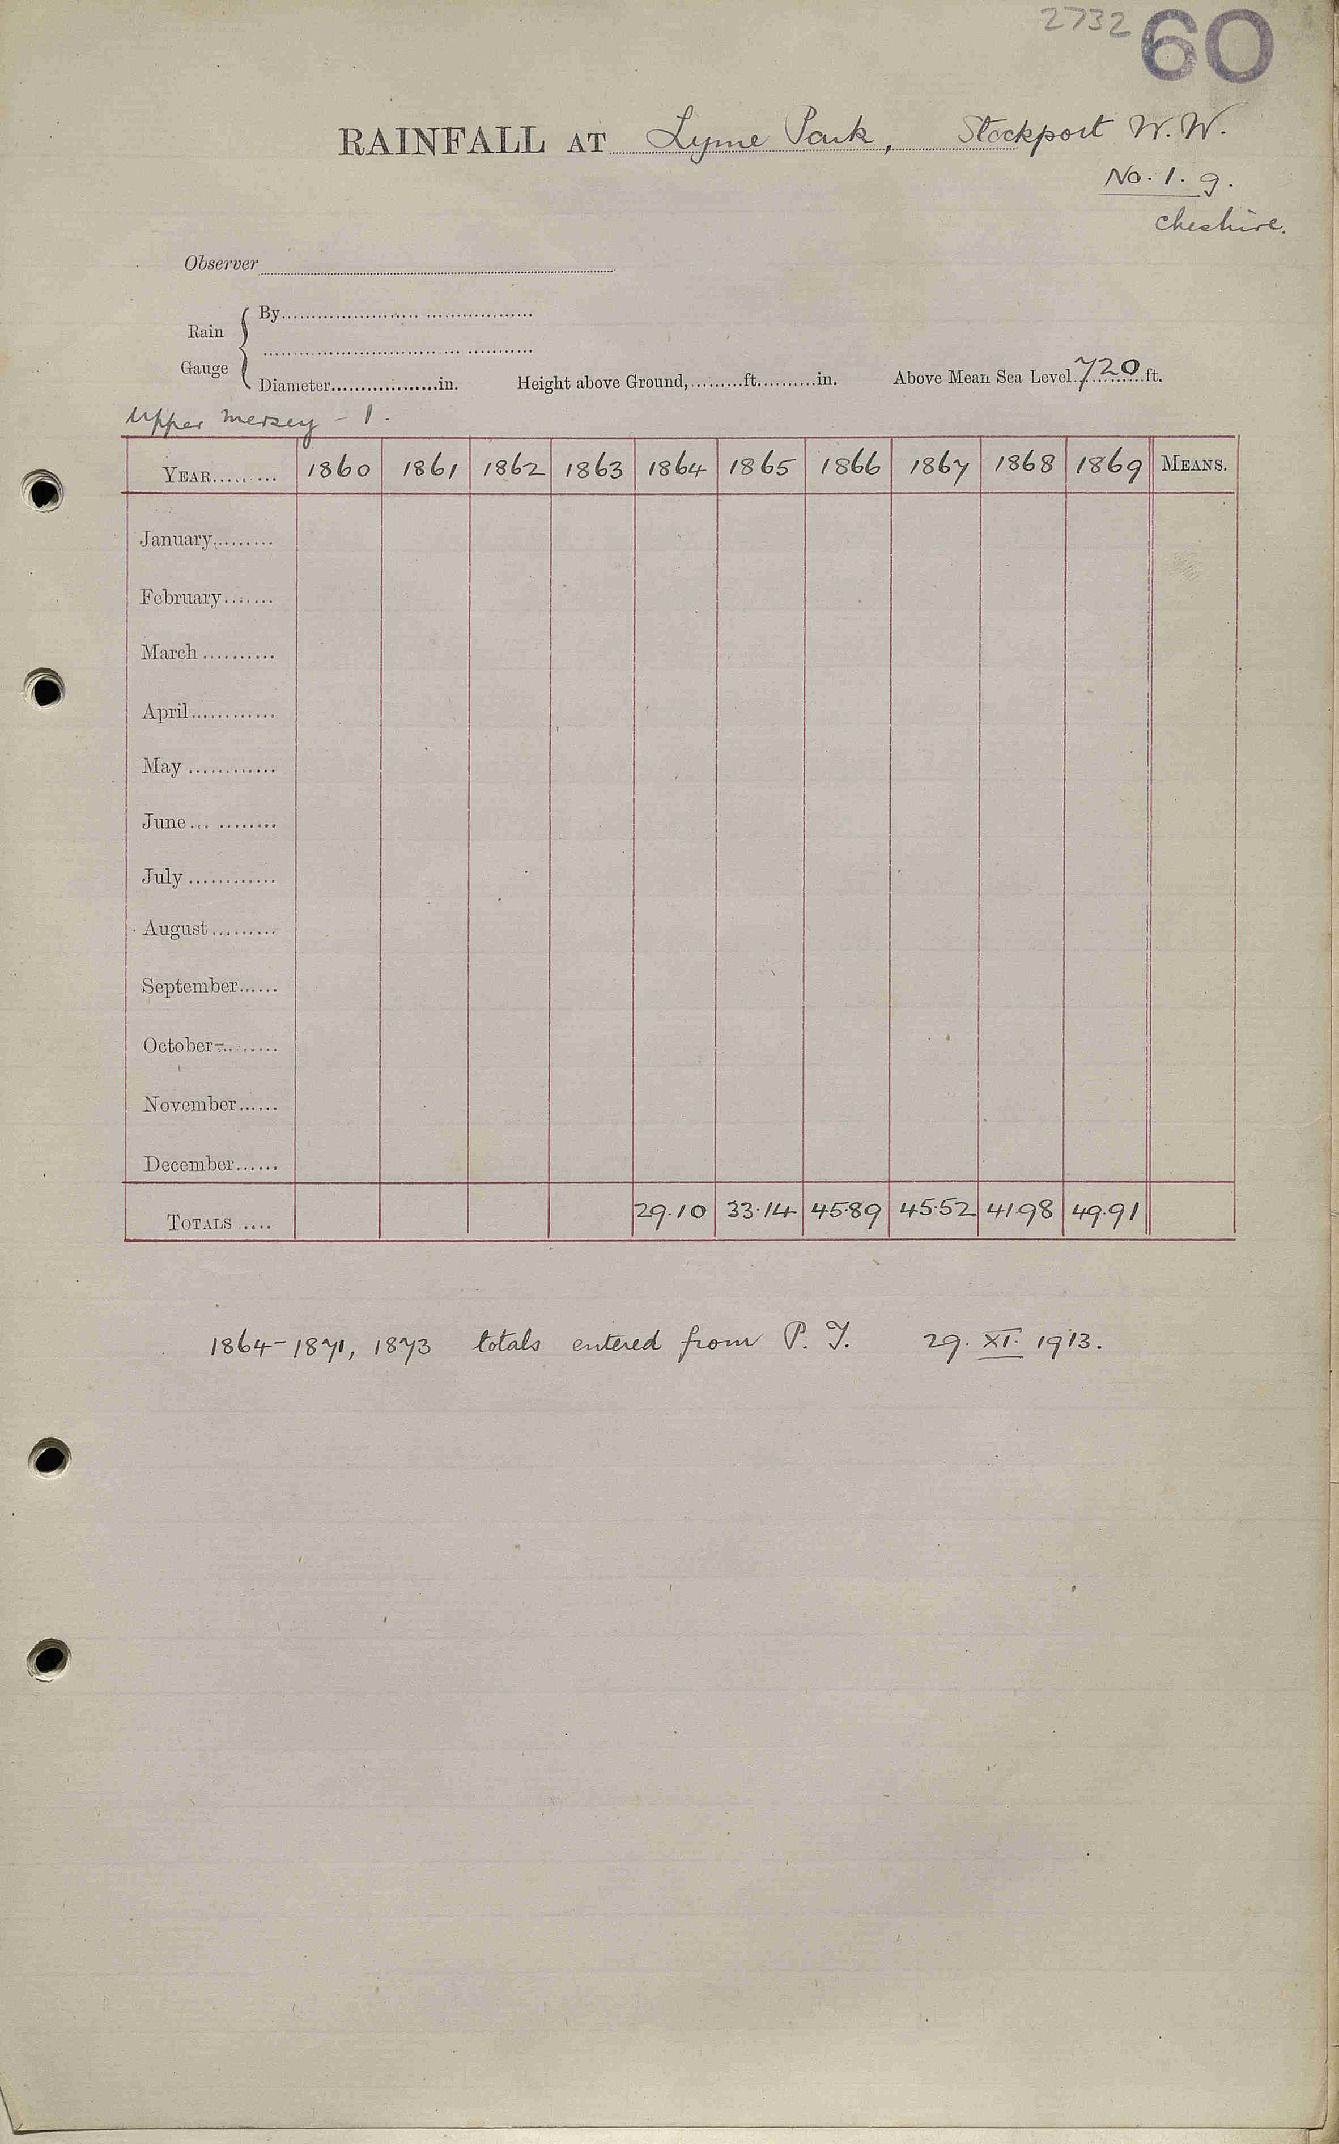 2732 60
RAINFALL AT Lyme Park, Stockport W. W.
No. 1. g.
Cheshire.
Observer
Rain Gauge
By
Diameter in. Height above Ground, ft. in. Above Mean Sea Level 720 ft.
Upper Mersey - 1.
YEAR 1860 1861 1862 1863 1864 1865 1866 1867 1868 1869 MEANS.
January
February
March
April
May
June
July
August
September
October
November
December
TOTALS 29.10 33.14 45.89 45.52 41.98 49.91
1864-1871, 1873 totals entered from P. T. 29. XI. 1913.